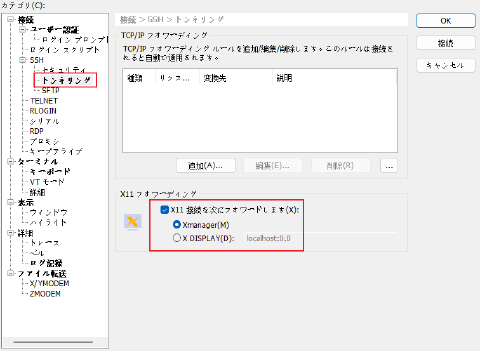 カテゴリ(C):
接続
ユーザー認証
ログイン プロンプト
ログイン スクリプト
SSH
セキュリティ
トンネリング
SFTP
TELNET
RLOGIN
シリアル
RDP
プロキシ
キープアライブ
ターミナル
キーボード
VT モード
詳細
表示
ウィンドウ
ハイライト
詳細
トレース
ベル
ログ記録
ファイル転送
X/YMODEM
ZMODEM
接続 > SSH > トンネリング
TCP/IP フォワーディング
TCP/IP フォワーディング ルールを追加/編集/削除します。このルールは接続さ
れると自動で適用されます。
種類 リッス... 変換先 説明
追加(A)... 編集(E)... 削除(R) ...
X11 フォワーディング
X11 接続を次にフォワードします(X):
Xmanager(M)
X DISPLAY(D): localhost:0.0
OK
接続
キャンセル